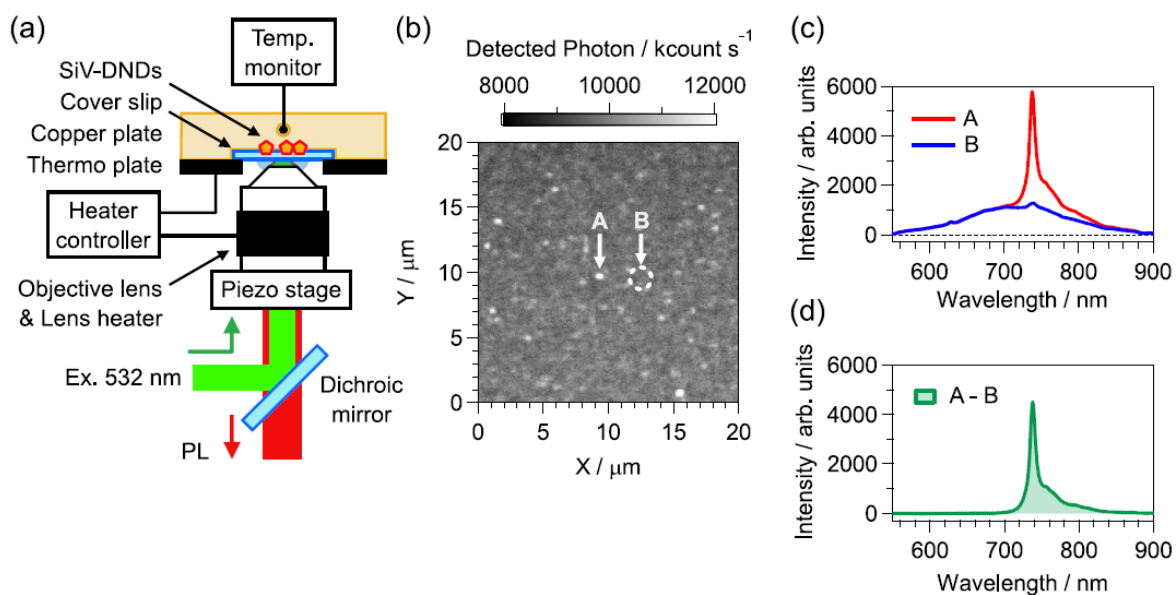 (a)
Temp.
monitor
SiV-DNDs
Cover slip
Copper plate
Thermo plate
Heater
controller
Objective lens
& Lens heater
Piezo stage
Ex. 532 nm
Dichroic
mirror
PL
(b)
Detected Photon / kcount s⁻¹
8000 10000 12000
20
15
10
5
0
Y / μm
A B
0 5 10 15 20
X / μm
(c)
6000
4000
2000
0
Intensity / arb. units
A
B
600 700 800 900
Wavelength / nm
(d)
6000
4000
2000
0
Intensity / arb. units
A - B
600 700 800 900
Wavelength / nm